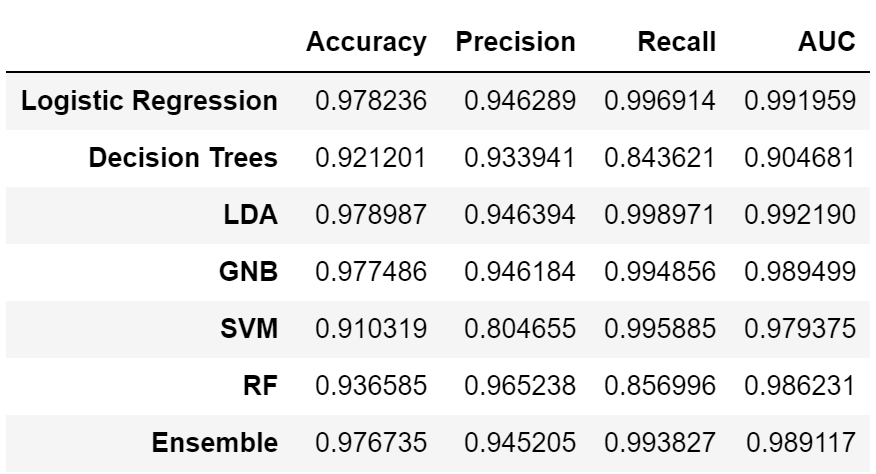 Accuracy Precision Recall AUC
Logistic Regression 0.978236 0.946289 0.996914 0.991959
Decision Trees 0.921201 0.933941 0.843621 0.904681
LDA 0.978987 0.946394 0.998971 0.992190
GNB 0.977486 0.946184 0.994856 0.989499
SVM 0.910319 0.804655 0.995885 0.979375
RF 0.936585 0.965238 0.856996 0.986231
Ensemble 0.976735 0.945205 0.993827 0.989117